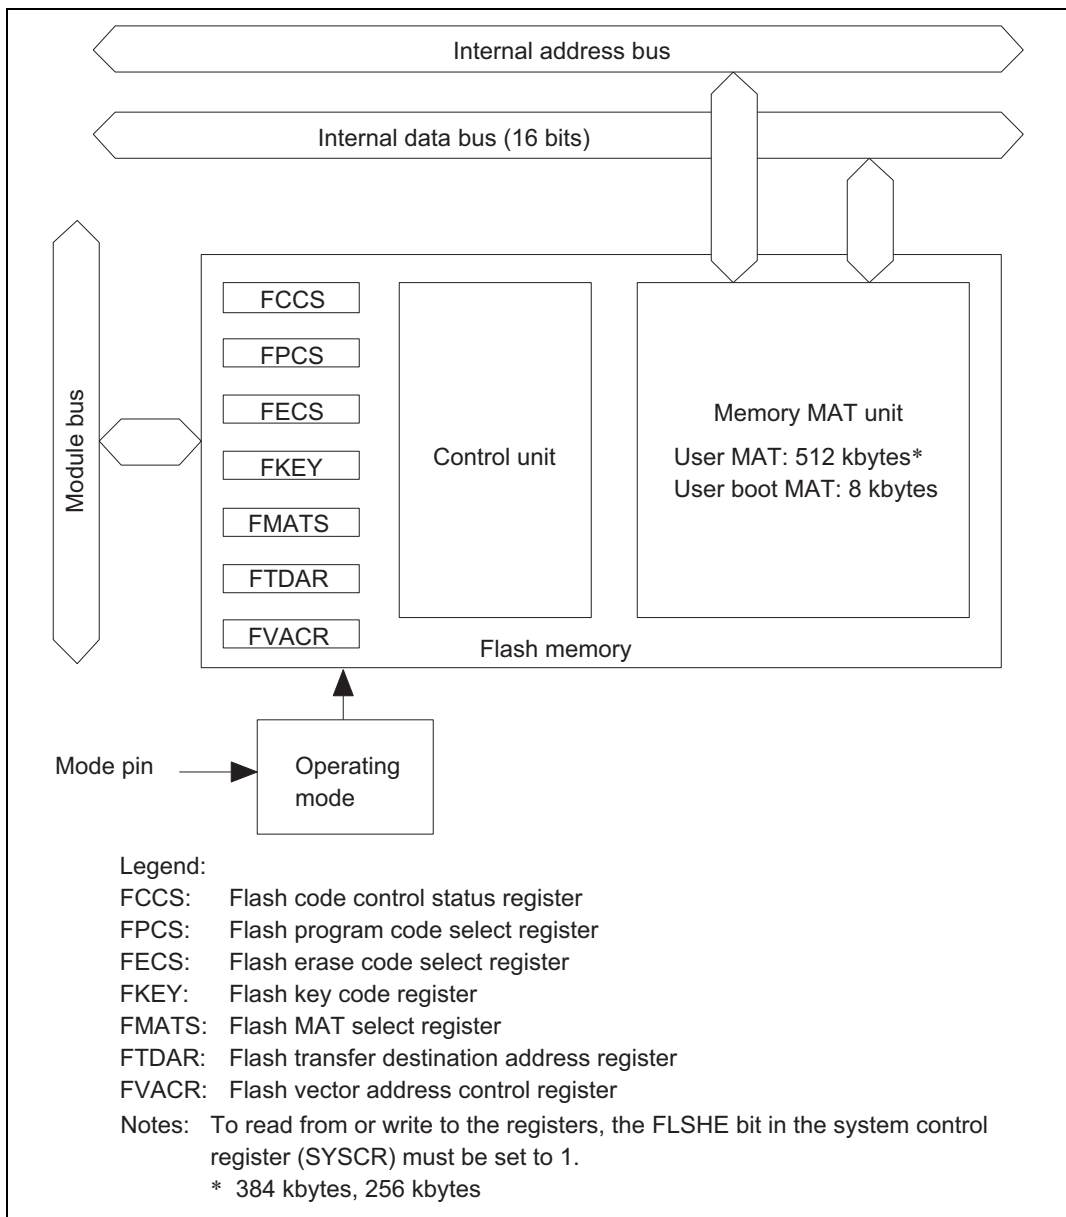 Internal address bus
Internal data bus (16 bits)
Module bus
FCCS
FPCS
FECS
FKEY
FMATS
FTDAR
FVACR
Control unit
Memory MAT unit
User MAT: 512 kbytes*
User boot MAT: 8 kbytes
Flash memory
Mode pin
Operating
mode
Legend:
FCCS: Flash code control status register
FPCS: Flash program code select register
FECS: Flash erase code select register
FKEY: Flash key code register
FMATS: Flash MAT select register
FTDAR: Flash transfer destination address register
FVACR: Flash vector address control register
Notes: To read from or write to the registers, the FLSHE bit in the system control
register (SYSCR) must be set to 1.
* 384 kbytes, 256 kbytes